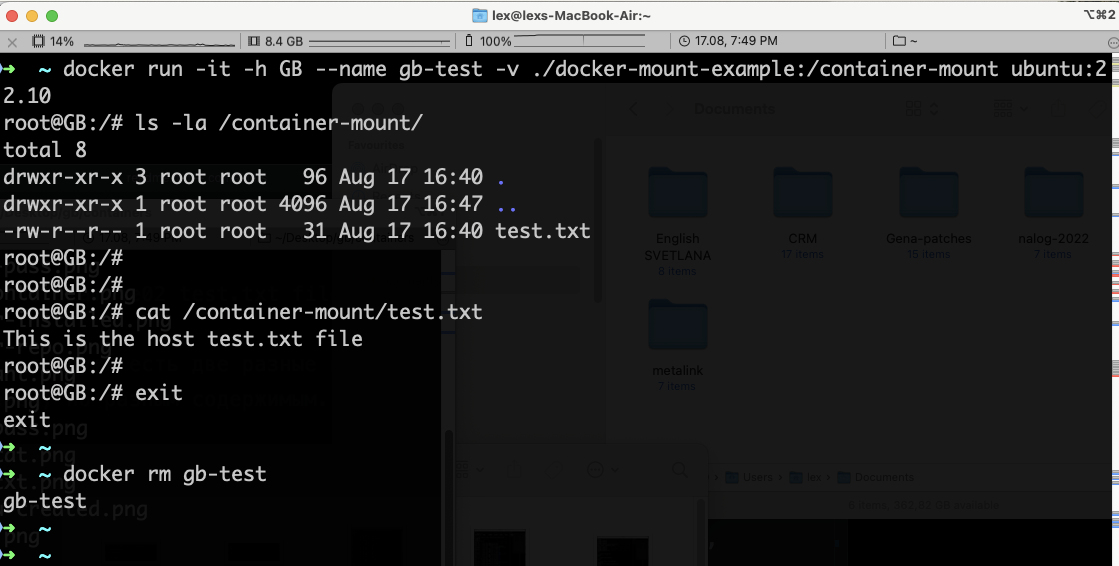 lex@lexs-MacBook-Air:~
⌥⌘2
14%
8.4 GB
100%
17.08, 7:49 PM
~
➜ ~ docker run -it -h GB --name gb-test -v ./docker-mount-example:/container-mount ubuntu:2
2.10
root@GB:/# ls -la /container-mount/
total 8
drwxr-xr-x 3 root root   96 Aug 17 16:40 .
drwxr-xr-x 1 root root 4096 Aug 17 16:47 ..
-rw-r--r-- 1 root root   31 Aug 17 16:40 test.txt
root@GB:/#
root@GB:/#
root@GB:/# cat /container-mount/test.txt
This is the host test.txt file
root@GB:/#
root@GB:/# exit
exit
➜ ~
➜ ~ docker rm gb-test
gb-test
➜ ~
➜ ~
Documents
Favourites
English
SVETLANA
8 items
CRM
17 items
Gena-patches
15 items
nalog-2022
7 items
metalink
7 items
Users › lex › Documents